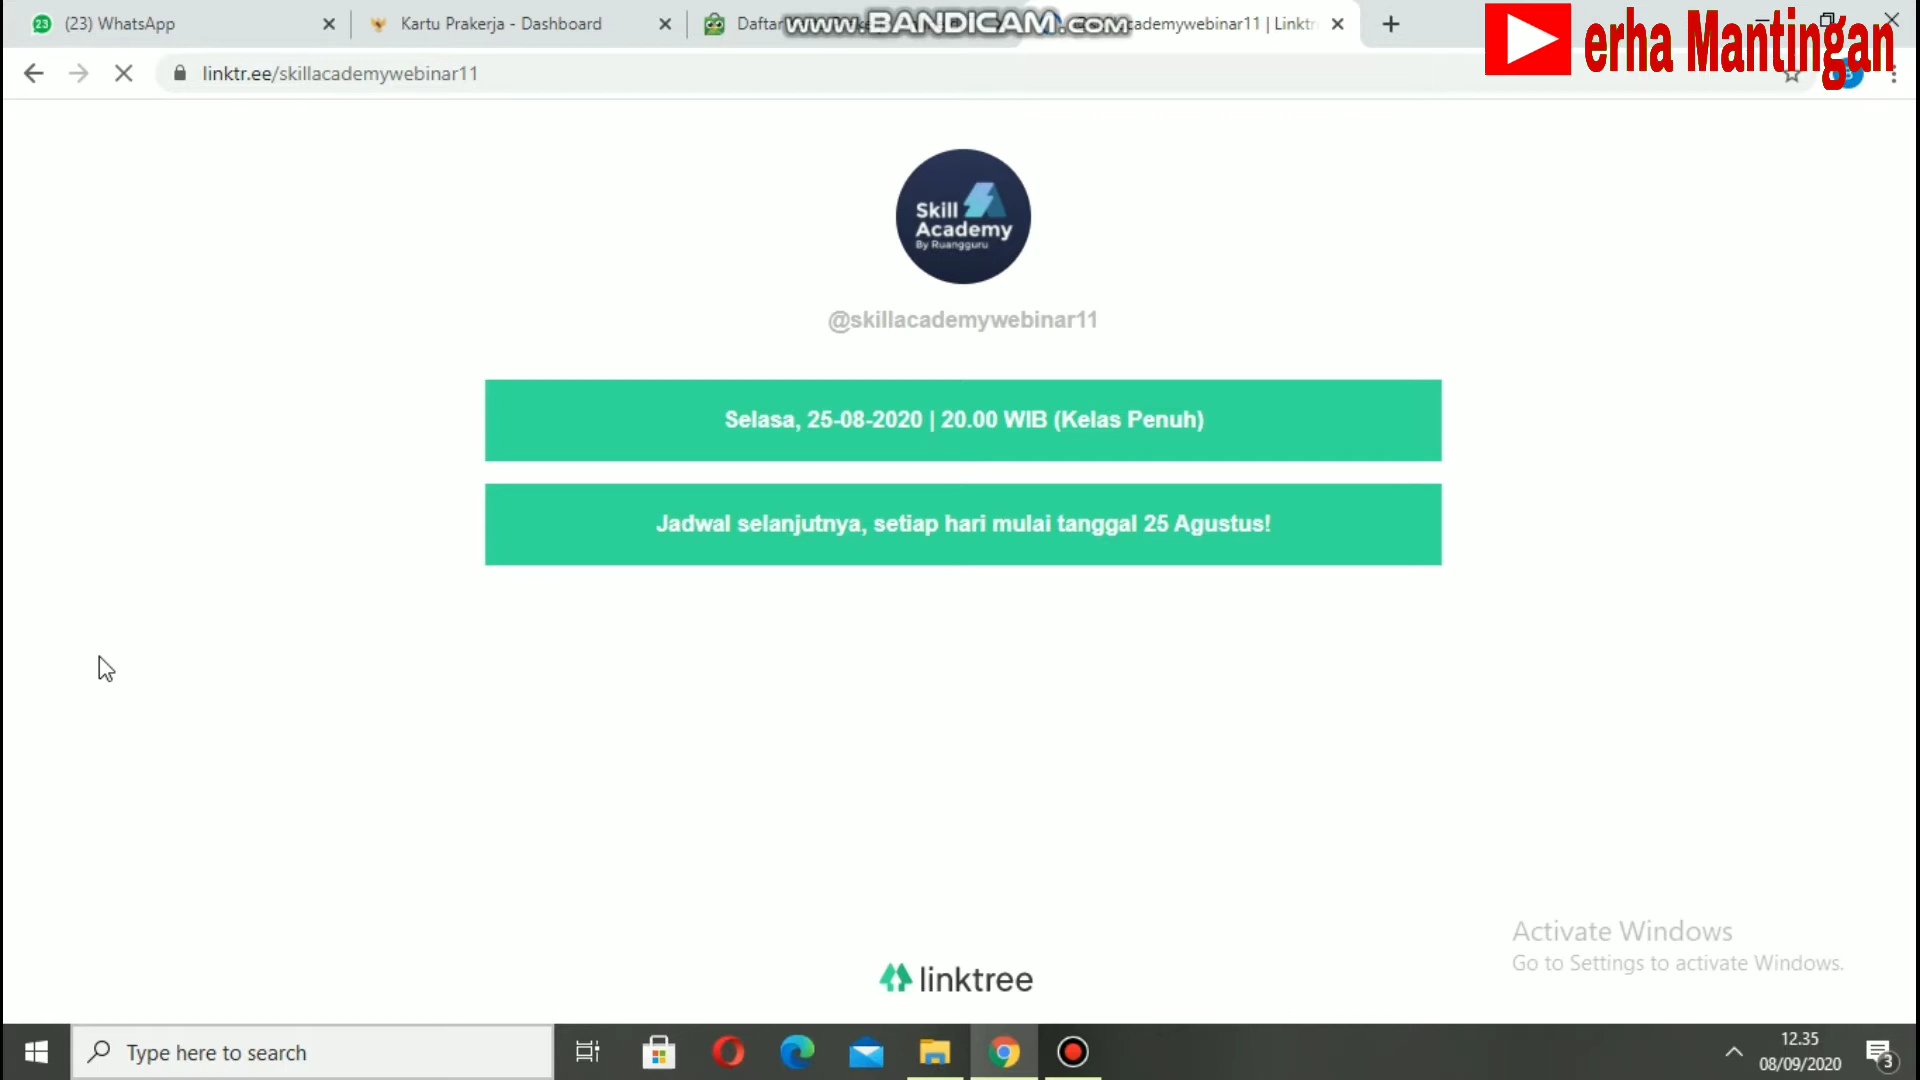 (23) WhatsApp
Kartu Prakerja - Dashboard
www.BANDICAM.com
academywebinar11 | Linktr
erha Mantingan
linktr.ee/skillacademywebinar11
Skill
Academy
By Ruangguru
@skillacademywebinar11
Selasa, 25-08-2020 | 20.00 WIB (Kelas Penuh)
Jadwal selanjutnya, setiap hari mulai tanggal 25 Agustus!
Activate Windows
Go to Settings to activate Windows.
linktree
Type here to search
12.35
08/09/2020
3